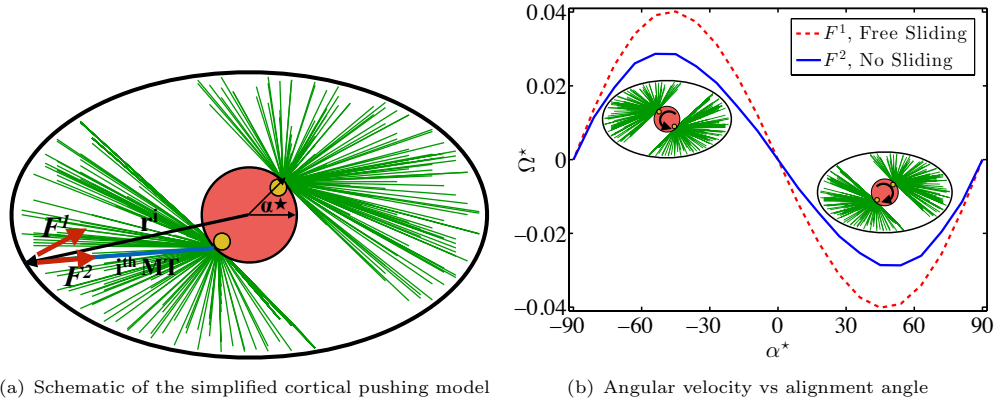 F¹
F²
rⁱ
iᵗʰ MT
α★
(a) Schematic of the simplified cortical pushing model
0.04
0.02
0
−0.02
−0.04
Ω⋆
−90
−60
−30
0
30
60
90
α⋆
F¹, Free Sliding
F², No Sliding
(b) Angular velocity vs alignment angle